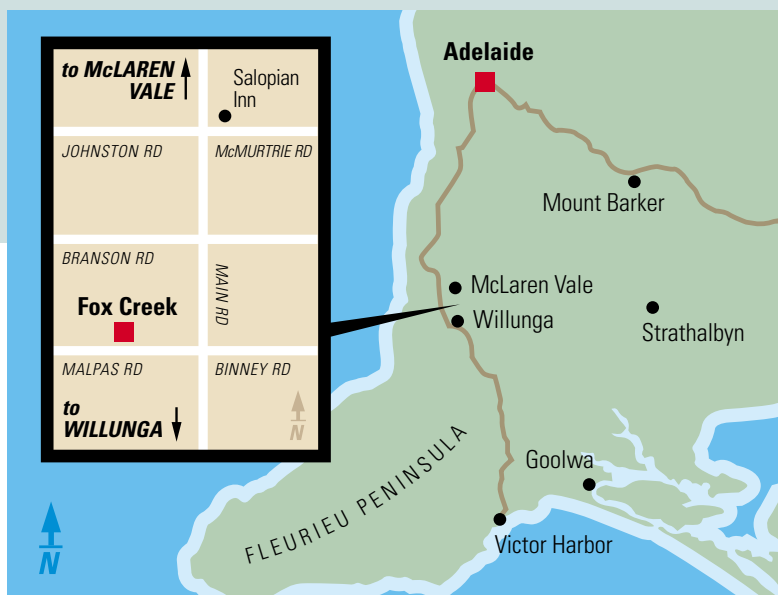 to McLAREN
VALE
Salopian
Inn
JOHNSTON RD
McMURTRIE RD
BRANSON RD
MAIN RD
Fox Creek
MALPAS RD
BINNEY RD
to
WILLUNGA
N
Adelaide
Mount Barker
McLaren Vale
Willunga
Strathalbyn
Goolwa
FLEURIEU PENINSULA
Victor Harbor
N